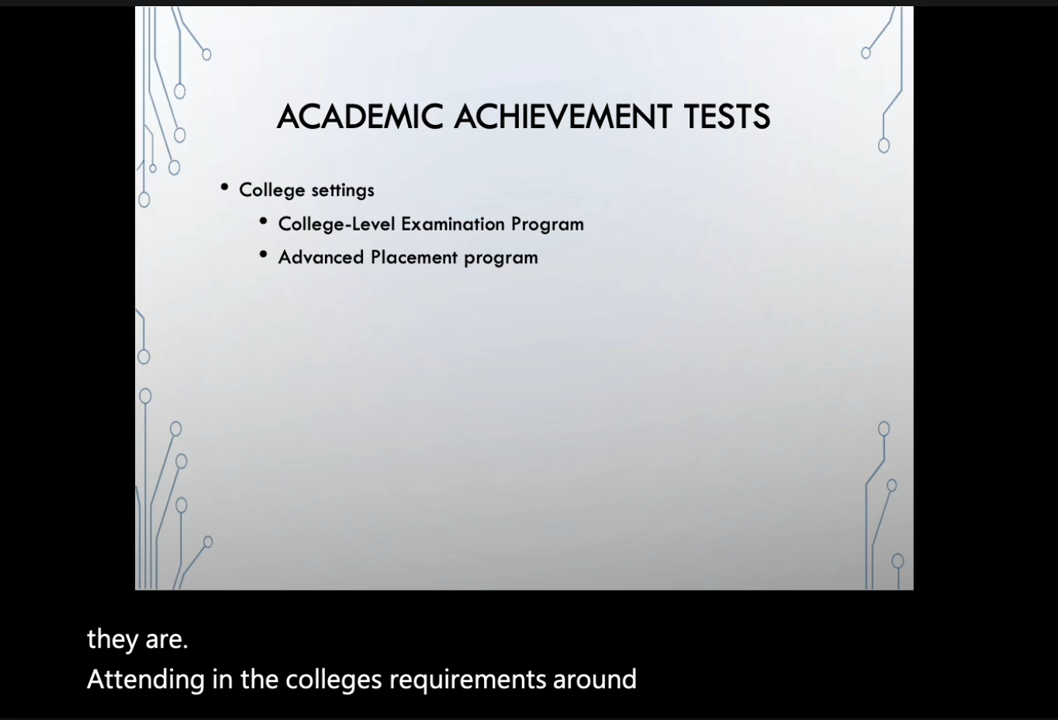 ACADEMIC ACHIEVEMENT TESTS
• College settings
• College-Level Examination Program
• Advanced Placement program
they are.
Attending in the colleges requirements around